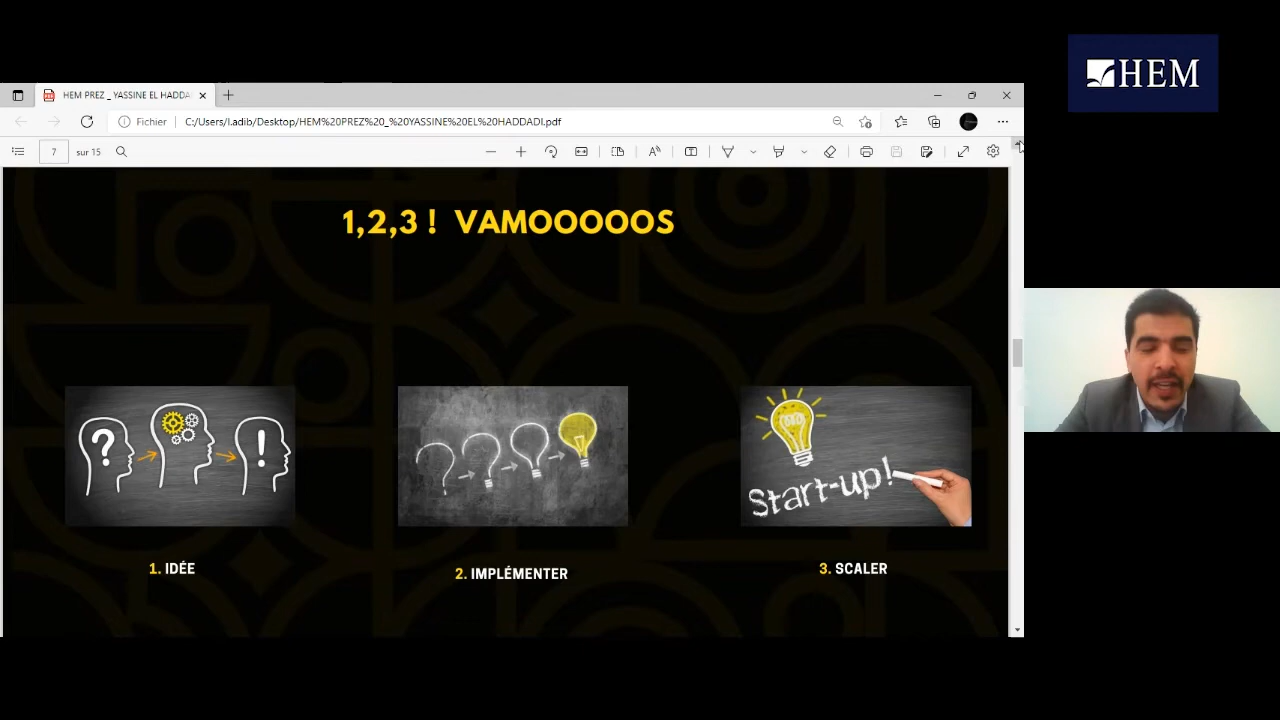 HEM
HEM PREZ _ YASSINE EL HADDA
Fichier
C:/Users/l.adib/Desktop/HEM%20PREZ%20_%20YASSINE%20EL%20HADDADI.pdf
7 sur 15
1,2,3 ! VAMOOOOOS
? !
Start-up!
1. IDÉE
2. IMPLÉMENTER
3. SCALER